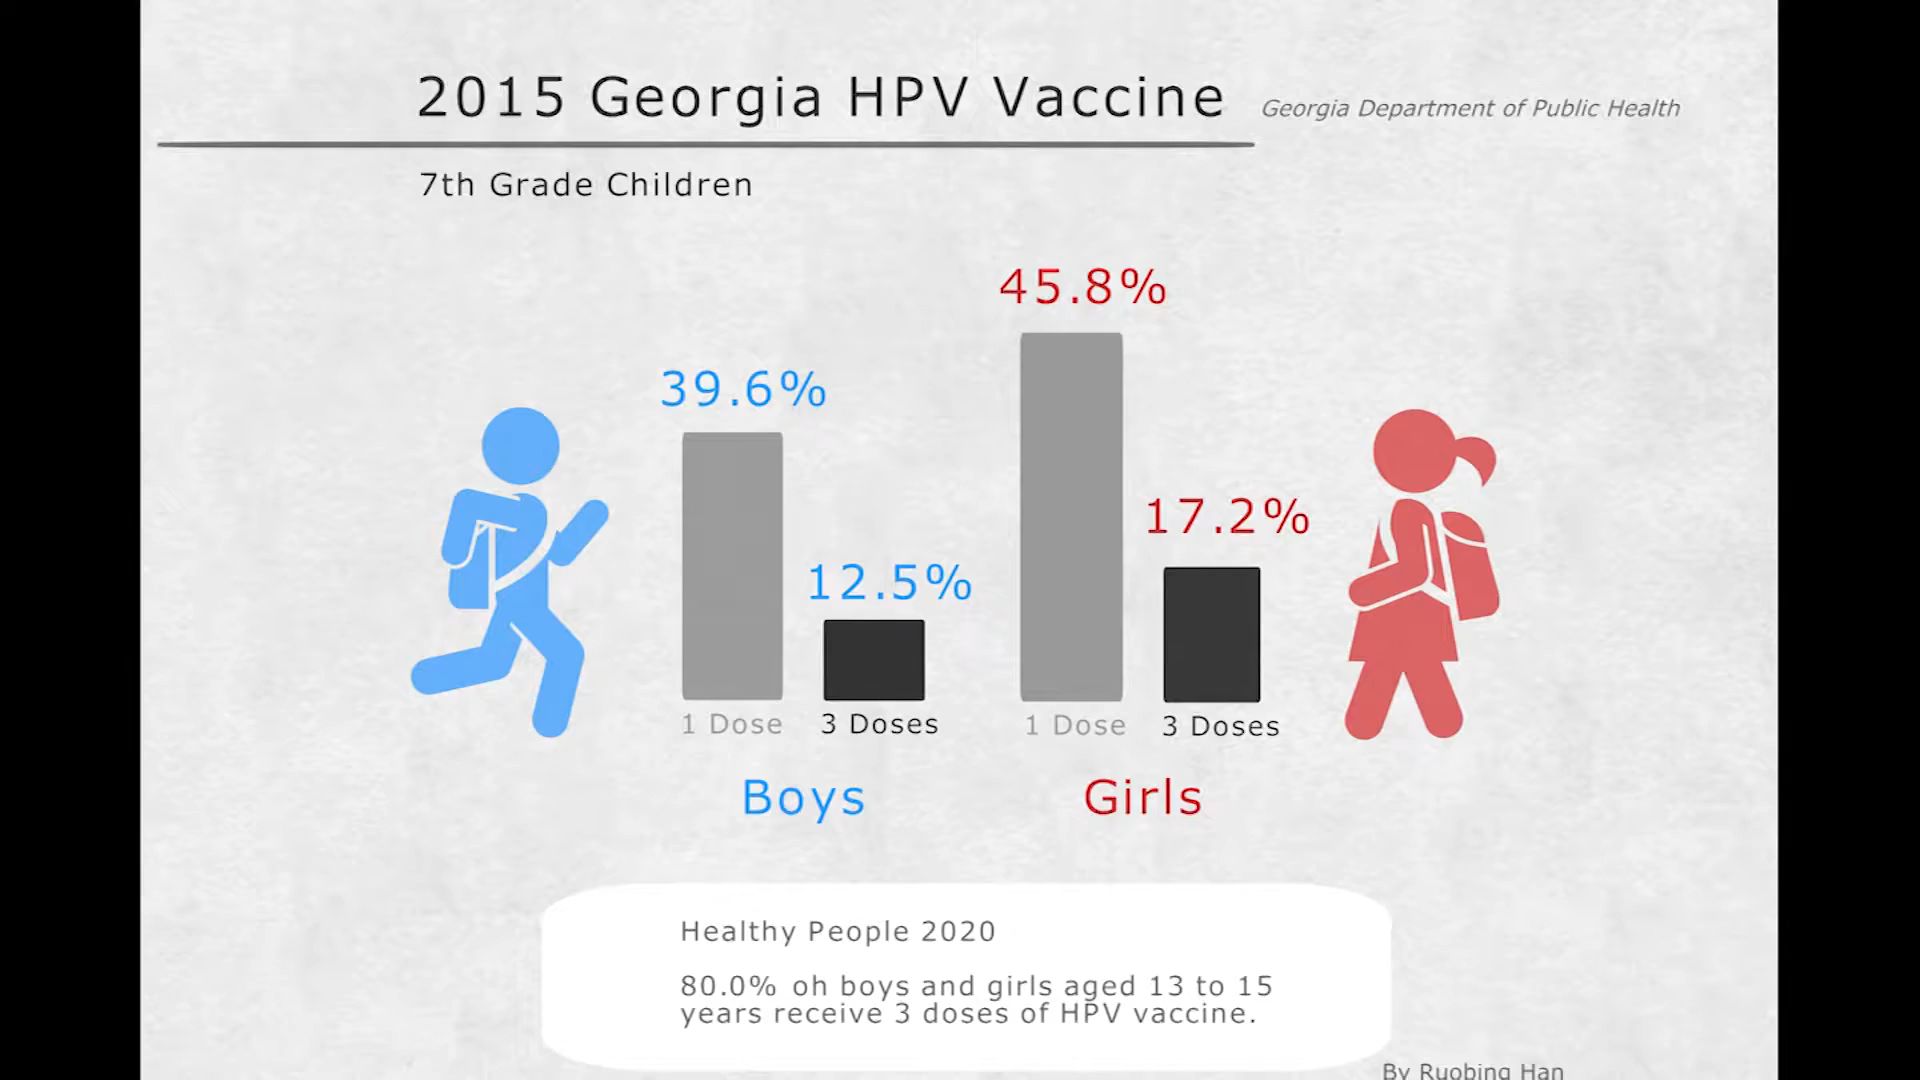 2015 Georgia HPV Vaccine
Georgia Department of Public Health
7th Grade Children
45.8%
39.6%
17.2%
12.5%
1 Dose
3 Doses
1 Dose
3 Doses
Boys
Girls
Healthy People 2020
80.0% oh boys and girls aged 13 to 15
years receive 3 doses of HPV vaccine.
By Ruobing Han